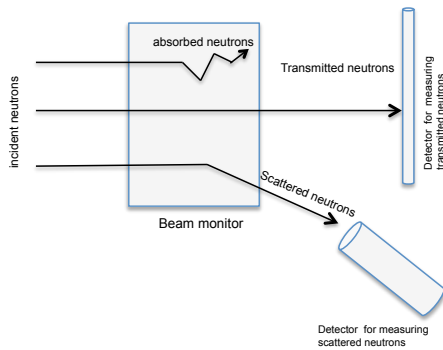 absorbed neutrons
Transmitted neutrons
incident neutrons
Detector for measuring
transmitted neutrons
Scattered neutrons
Beam monitor
Detector for measuring
scattered neutrons